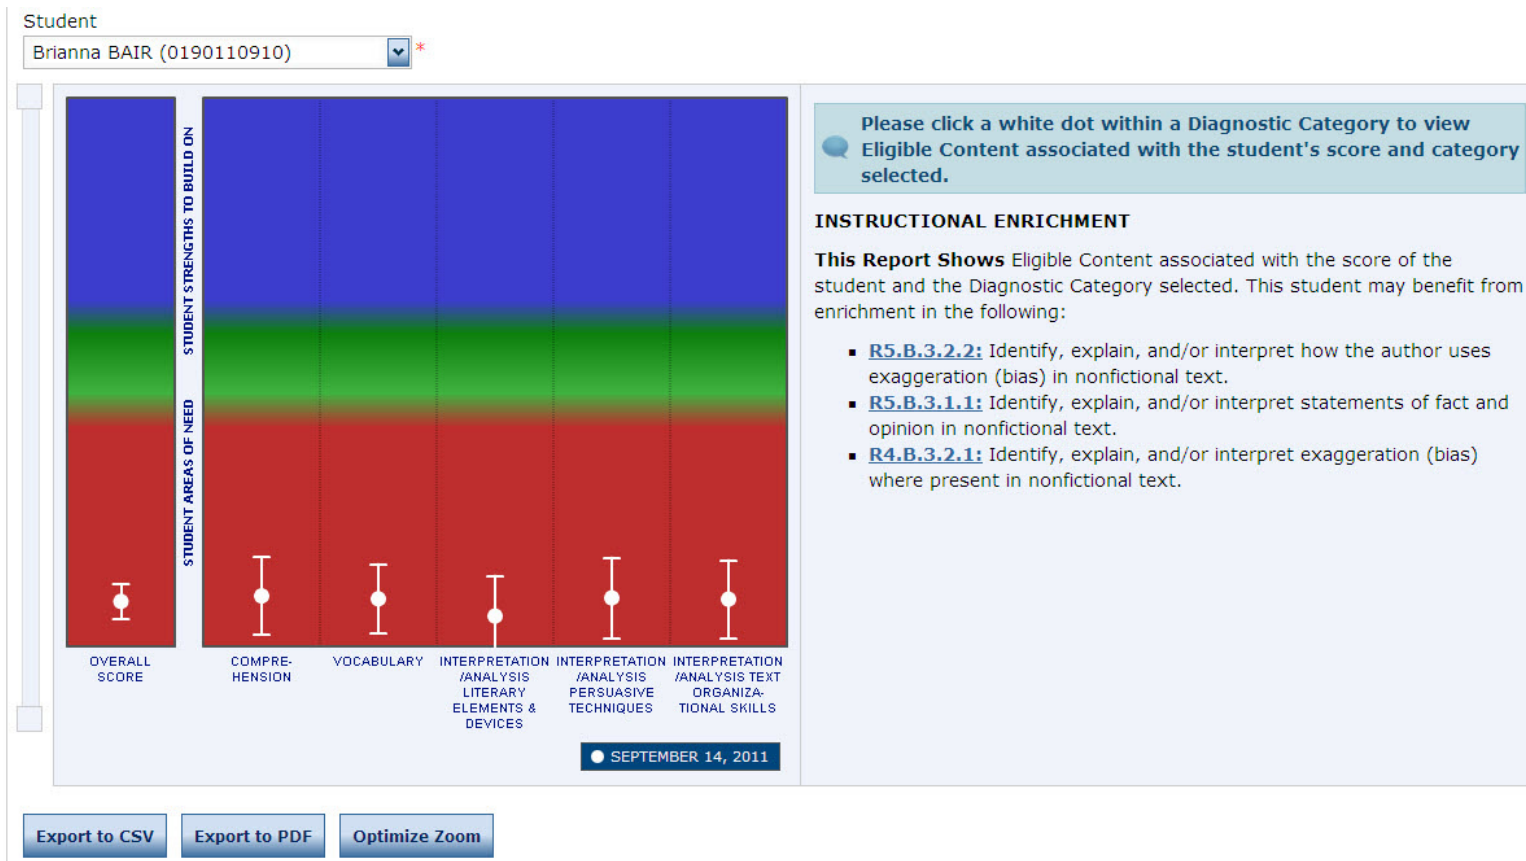 Student
Brianna BAIR (0190110910) *
STUDENT STRENGTHS TO BUILD ON
STUDENT AREAS OF NEED
OVERALL
SCORE
COMPRE-
HENSION
VOCABULARY
INTERPRETATION
/ANALYSIS
LITERARY
ELEMENTS &
DEVICES
INTERPRETATION
/ANALYSIS
PERSUASIVE
TECHNIQUES
INTERPRETATION
/ANALYSIS TEXT
ORGANIZA-
TIONAL SKILLS
SEPTEMBER 14, 2011
Please click a white dot within a Diagnostic Category to view
Eligible Content associated with the student's score and category
selected.
INSTRUCTIONAL ENRICHMENT
This Report Shows Eligible Content associated with the score of the
student and the Diagnostic Category selected. This student may benefit from
enrichment in the following:
R5.B.3.2.2: Identify, explain, and/or interpret how the author uses
exaggeration (bias) in nonfictional text.
R5.B.3.1.1: Identify, explain, and/or interpret statements of fact and
opinion in nonfictional text.
R4.B.3.2.1: Identify, explain, and/or interpret exaggeration (bias)
where present in nonfictional text.
Export to CSV
Export to PDF
Optimize Zoom